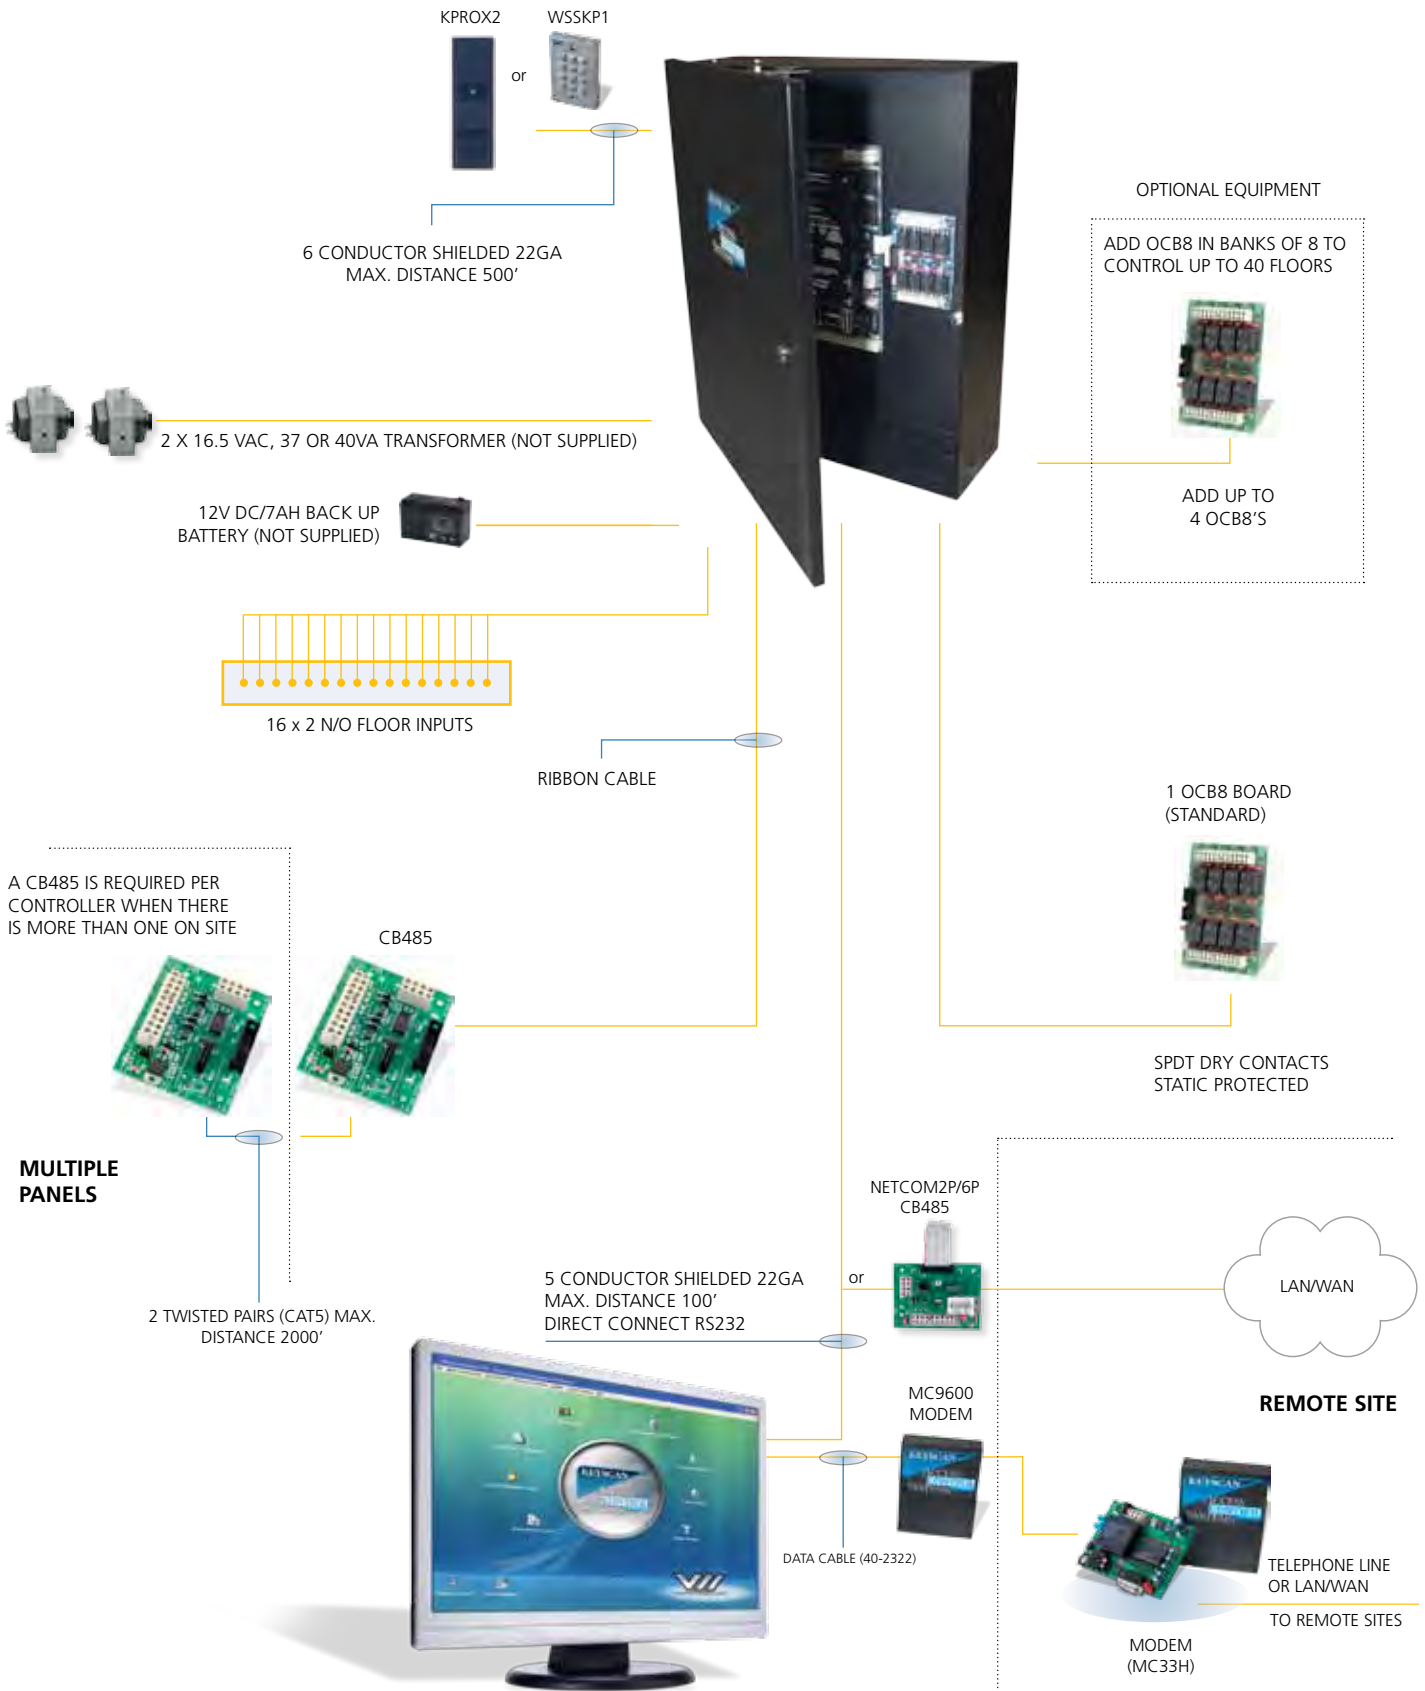 KPROX2
WSSKP1
or
6 CONDUCTOR SHIELDED 22GA
MAX. DISTANCE 500'
OPTIONAL EQUIPMENT
ADD OCB8 IN BANKS OF 8 TO
CONTROL UP TO 40 FLOORS
ADD UP TO
4 OCB8'S
2 X 16.5 VAC, 37 OR 40VA TRANSFORMER (NOT SUPPLIED)
12V DC/7AH BACK UP
BATTERY (NOT SUPPLIED)
16 x 2 N/O FLOOR INPUTS
RIBBON CABLE
1 OCB8 BOARD
(STANDARD)
SPDT DRY CONTACTS
STATIC PROTECTED
A CB485 IS REQUIRED PER
CONTROLLER WHEN THERE
IS MORE THAN ONE ON SITE
CB485
MULTIPLE
PANELS
2 TWISTED PAIRS (CAT5) MAX.
DISTANCE 2000'
NETCOM2P/6P
CB485
5 CONDUCTOR SHIELDED 22GA
MAX. DISTANCE 100'
DIRECT CONNECT RS232
or
LAN/WAN
REMOTE SITE
MC9600
MODEM
KEYSCAN
DATA CABLE (40-2322)
KEYSCAN
KEYSCAN
VII
TELEPHONE LINE
OR LAN/WAN
TO REMOTE SITES
MODEM
(MC33H)